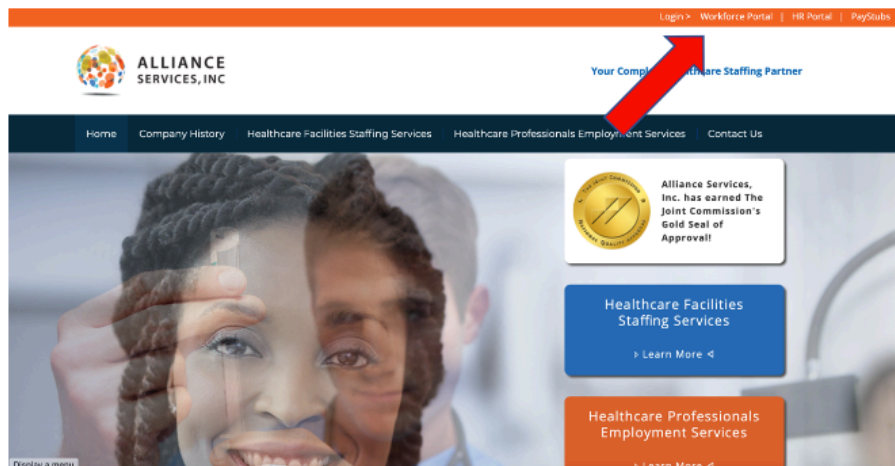 Login > Workforce Portal | HR Portal | PayStubs
ALLIANCE
SERVICES, INC
Your Staffing Partner
Home Company History Healthcare Facilities Staffing Services Healthcare Professionals Employment Services Contact Us
Alliance Services,
Inc. has earned The
Joint Commission's
Gold Seal of
Approval!
Healthcare Facilities
Staffing Services
▹ Learn More ◃
Healthcare Professionals
Employment Services
Learn More
Display a menu